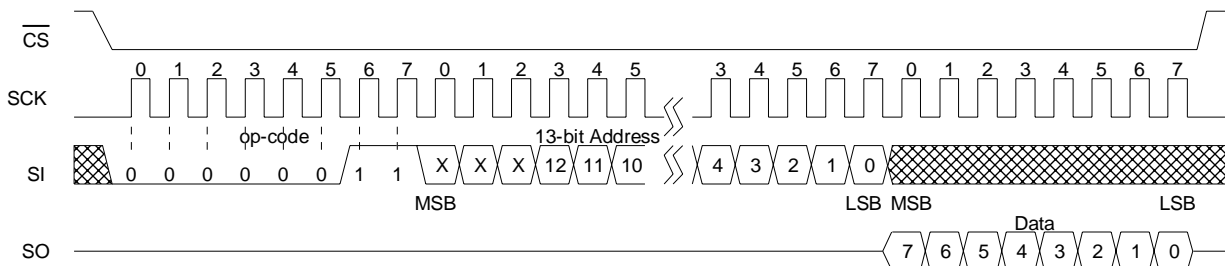 CS
0 1 2 3 4 5 6 7 0 1 2 3 4 5 3 4 5 6 7 0 1 2 3 4 5 6 7
SCK
op-code 13-bit Address
SI 0 0 0 0 0 0 1 1 X X X 12 11 10 4 3 2 1 0
MSB LSB MSB LSB
Data
SO 7 6 5 4 3 2 1 0